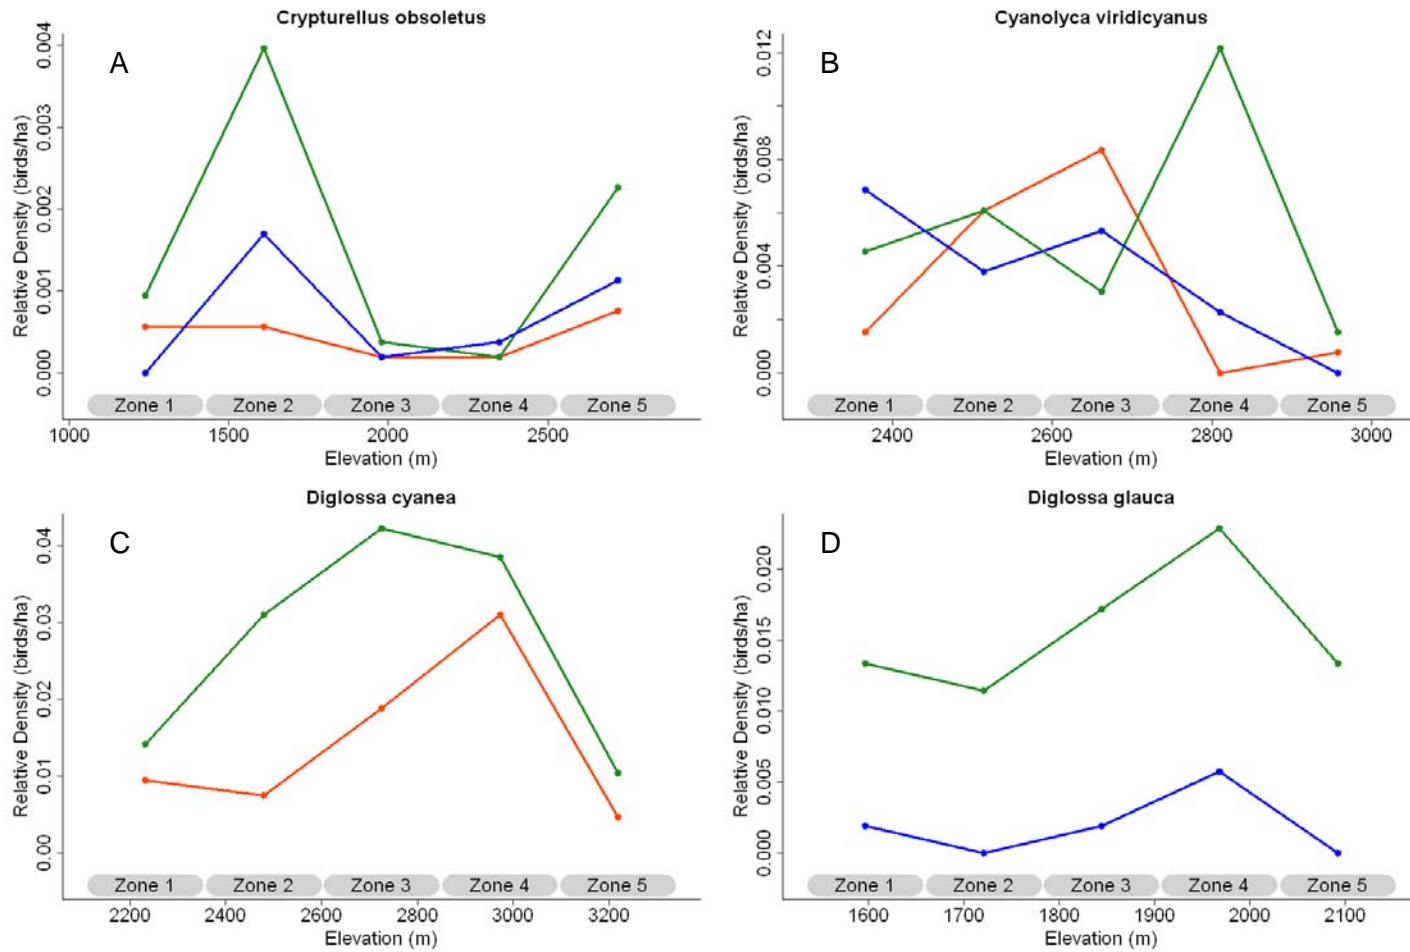 Crypturellus obsoletus
A
Relative Density (birds/ha)
0.004
0.003
0.002
0.001
0.000
Zone 1 Zone 2 Zone 3 Zone 4 Zone 5
1000 1500 2000 2500
Elevation (m)
Cyanolyca viridicyanus
B
Relative Density (birds/ha)
0.012
0.008
0.004
0.000
Zone 1 Zone 2 Zone 3 Zone 4 Zone 5
2400 2600 2800 3000
Elevation (m)
Diglossa cyanea
C
Relative Density (birds/ha)
0.04
0.03
0.02
0.01
0.00
Zone 1 Zone 2 Zone 3 Zone 4 Zone 5
2200 2400 2600 2800 3000 3200
Elevation (m)
Diglossa glauca
D
Relative Density (birds/ha)
0.020
0.015
0.010
0.005
0.000
Zone 1 Zone 2 Zone 3 Zone 4 Zone 5
1600 1700 1800 1900 2000 2100
Elevation (m)